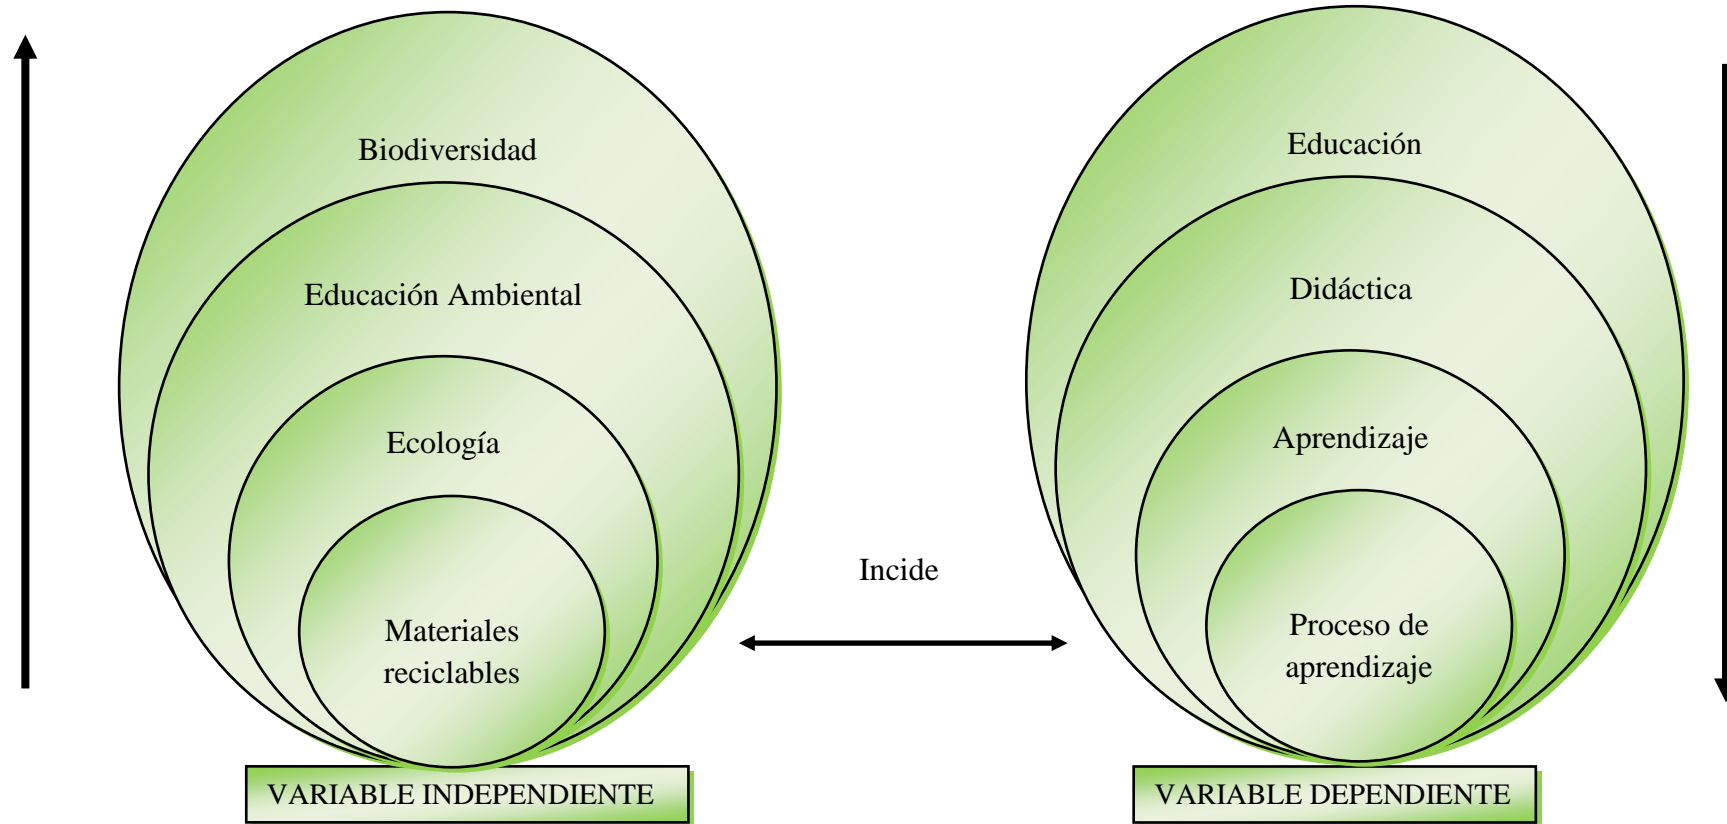 Biodiversidad
Educación Ambiental
Ecología
Materiales
reciclables
VARIABLE INDEPENDIENTE
Incide
Educación
Didáctica
Aprendizaje
Proceso de
aprendizaje
VARIABLE DEPENDIENTE